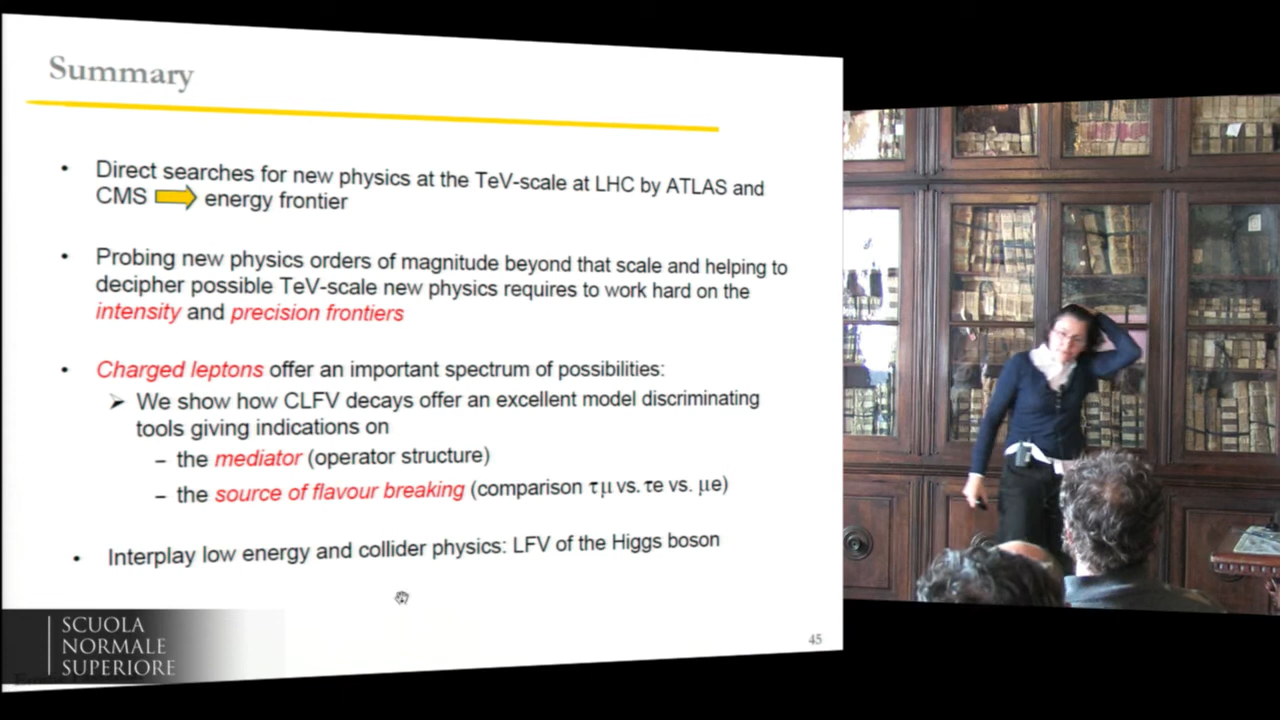 Summary
• Direct searches for new physics at the TeV-scale at LHC by ATLAS and
CMS energy frontier
• Probing new physics orders of magnitude beyond that scale and helping to
decipher possible TeV-scale new physics requires to work hard on the
intensity and precision frontiers
• Charged leptons offer an important spectrum of possibilities:
➤ We show how CLFV decays offer an excellent model discriminating
tools giving indications on
– the mediator (operator structure)
– the source of flavour breaking (comparison τμ vs. τe vs. μe)
• Interplay low energy and collider physics: LFV of the Higgs boson
45
SCUOLA
NORMALE
SUPERIORE